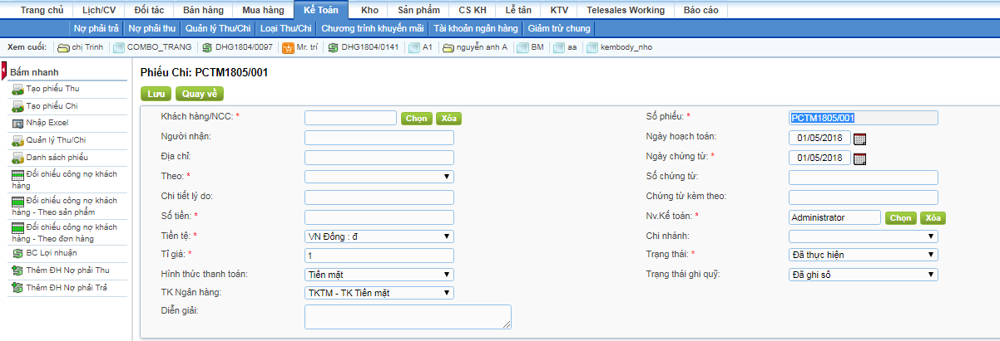 Trang chủ Lịch/CV Đối tác Bán hàng Mua hàng Kế Toán Kho Sản phẩm CS KH Lễ tân KTV Telesales Working Báo cáo
Nợ phải trả Nợ phải thu Quản lý Thu/Chi Loại Thu/Chi Chương trình khuyến mãi Tài khoản ngân hàng Giảm trừ chung
Xem cuối: chị Trinh COMBO_TRANG DHG1804/0097 Mr. trí DHG1804/0141 A1 nguyễn anh A BM aa kembody_nho
Bấm nhanh
Tạo phiếu Thu
Tạo phiếu Chi
Nhập Excel
Quản lý Thu/Chi
Danh sách phiếu
Đối chiếu công nợ khách
hàng
Đối chiếu công nợ khách
hàng - Theo sản phẩm
Đối chiếu công nợ khách
hàng - Theo đơn hàng
BC Lợi nhuận
Thêm ĐH Nợ phải Thu
Thêm ĐH Nợ phải Trả
Phiếu Chi: PCTM1805/001
Lưu Quay về
Khách hàng/NCC: * Chọn Xóa Số phiếu: * PCTM1805/001
Người nhận: Ngày hoạch toán: 01/05/2018
Địa chỉ: Ngày chứng từ: * 01/05/2018
Theo: * Số chứng từ:
Chi tiết lý do: Chứng từ kèm theo:
Số tiền: * Nv.Kế toán: * Administrator Chọn Xóa
Tiền tệ: * VN Đồng : đ Chi nhánh:
Tỉ giá: * 1 Trạng thái: * Đã thực hiện
Hình thức thanh toán: Tiền mặt Trạng thái ghi quỹ: Đã ghi sổ
TK Ngân hàng: TKTM - TK Tiền mặt
Diễn giải: